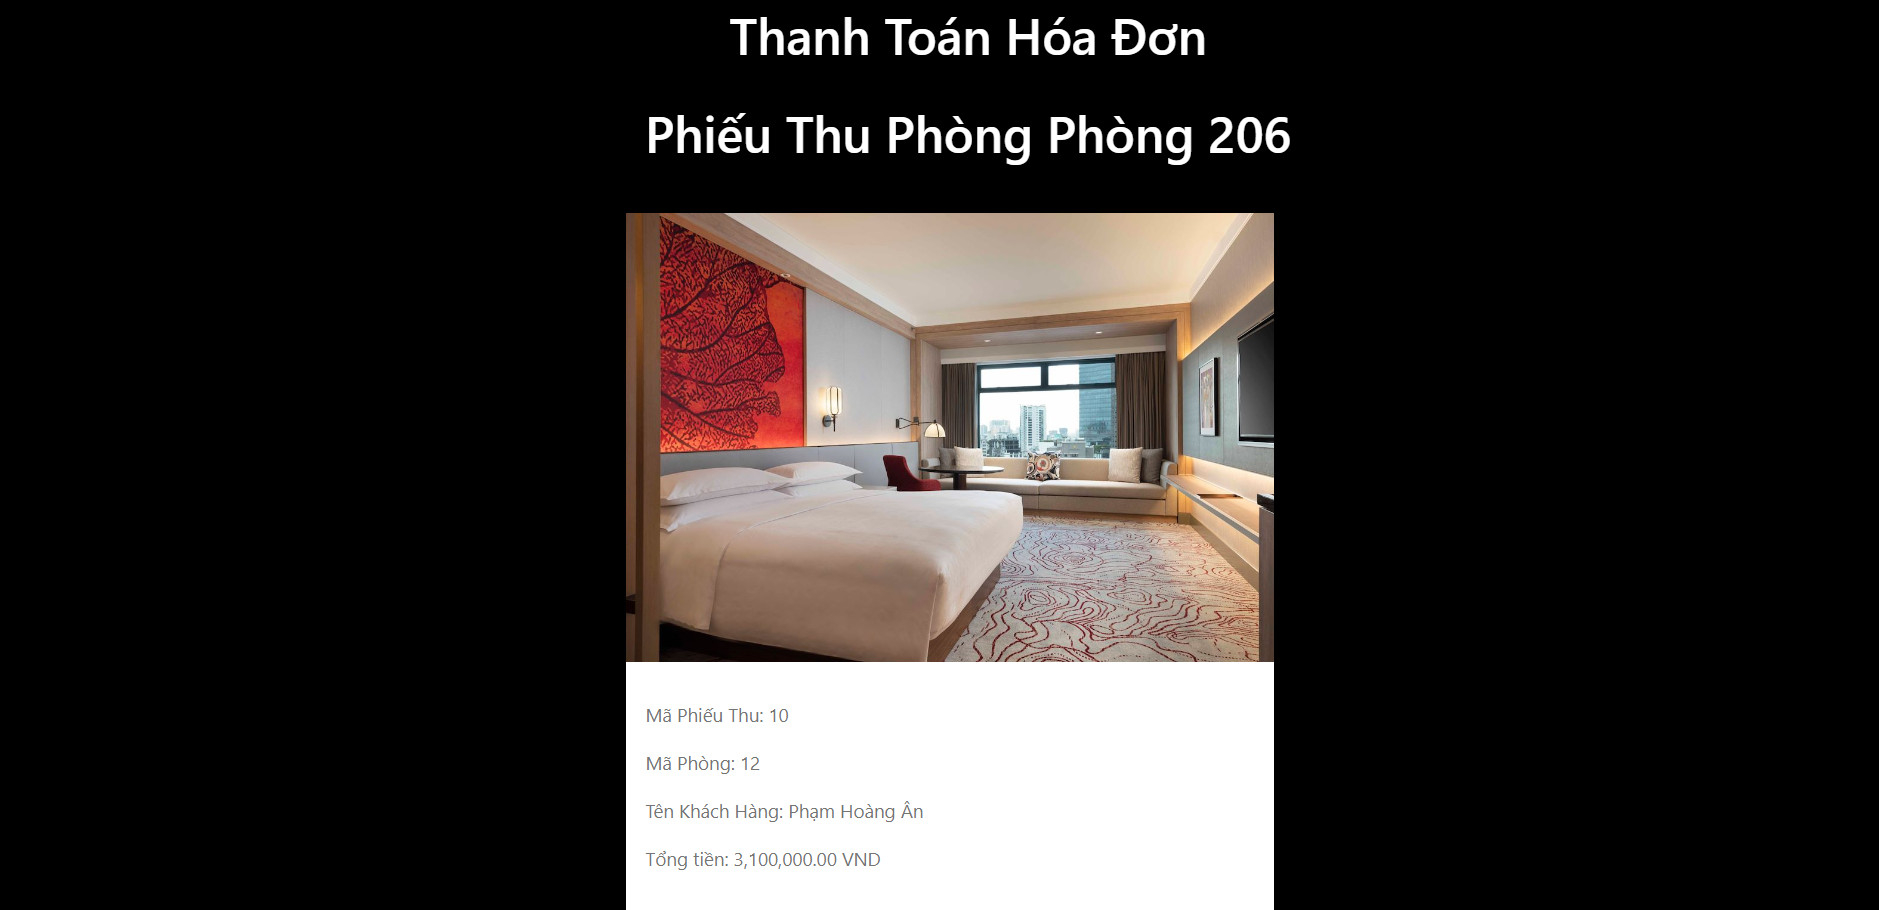 Thanh Toán Hóa Đơn
Phiếu Thu Phòng Phòng 206
Mã Phiếu Thu: 10
Mã Phòng: 12
Tên Khách Hàng: Phạm Hoàng Ân
Tổng tiền: 3,100,000.00 VND